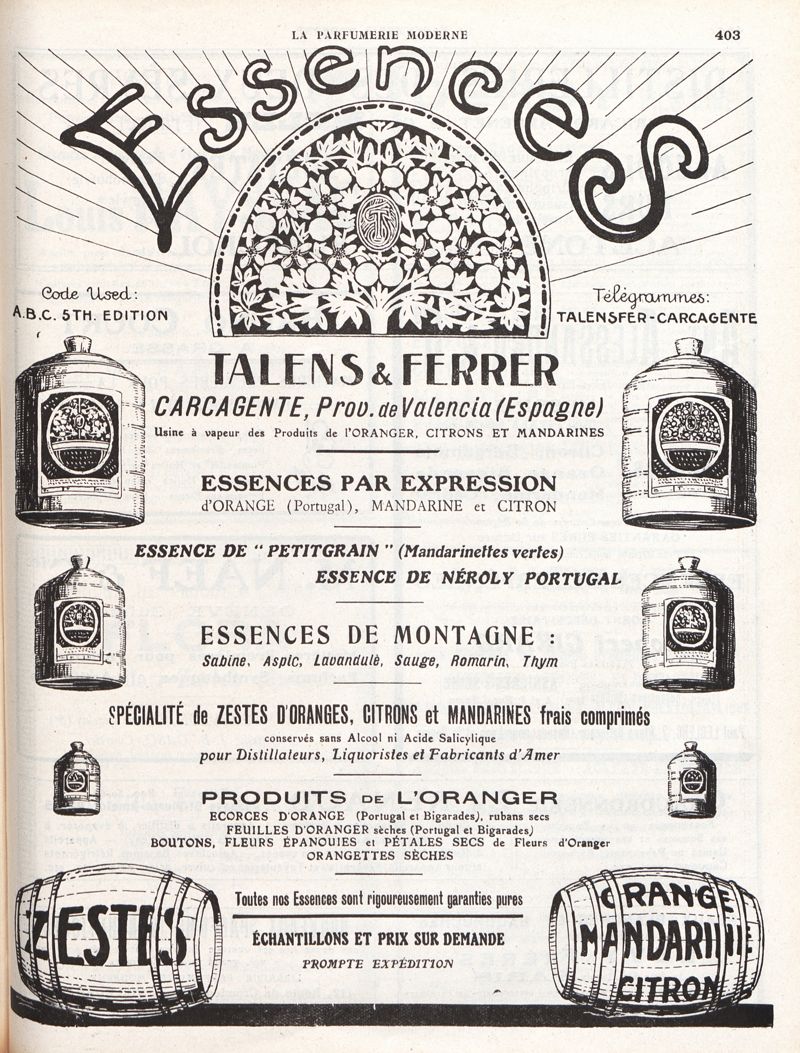 LA PARFUMERIE MODERNE
403
Essences
Code Used:
A.B.C. 5TH. EDITION
Télégrammes:
TALENSFER-CARCAGENTE
TALENS & FERRER
CARCAGENTE, Prov. de Valencia (Espagne)
Usine à vapeur des Produits de l'ORANGER, CITRONS ET MANDARINES
ESSENCES PAR EXPRESSION
d'ORANGE (Portugal), MANDARINE et CITRON
ESSENCE DE “ PETITGRAIN ” (Mandarinettes vertes)
ESSENCE DE NÉROLY PORTUGAL
ESSENCES DE MONTAGNE :
Sabine, Aspic, Lavandule, Sauge, Romarin, Thym
SPÉCIALITÉ de ZESTES D'ORANGES, CITRONS et MANDARINES frais comprimés
conservés sans Alcool ni Acide Salicylique
pour Distillateurs, Liquoristes et Fabricants d'Amer
PRODUITS DE L'ORANGER
ECORCES D'ORANGE (Portugal et Bigarades), rubans secs
FEUILLES D'ORANGER sèches (Portugal et Bigarades)
BOUTONS, FLEURS ÉPANOUIES et PÉTALES SECS de Fleurs d'Oranger
ORANGETTES SÈCHES
Toutes nos Essences sont rigoureusement garanties pures
ÉCHANTILLONS ET PRIX SUR DEMANDE
PROMPTE EXPÉDITION
ZESTES
ORANGE
MANDARINE
CITRON